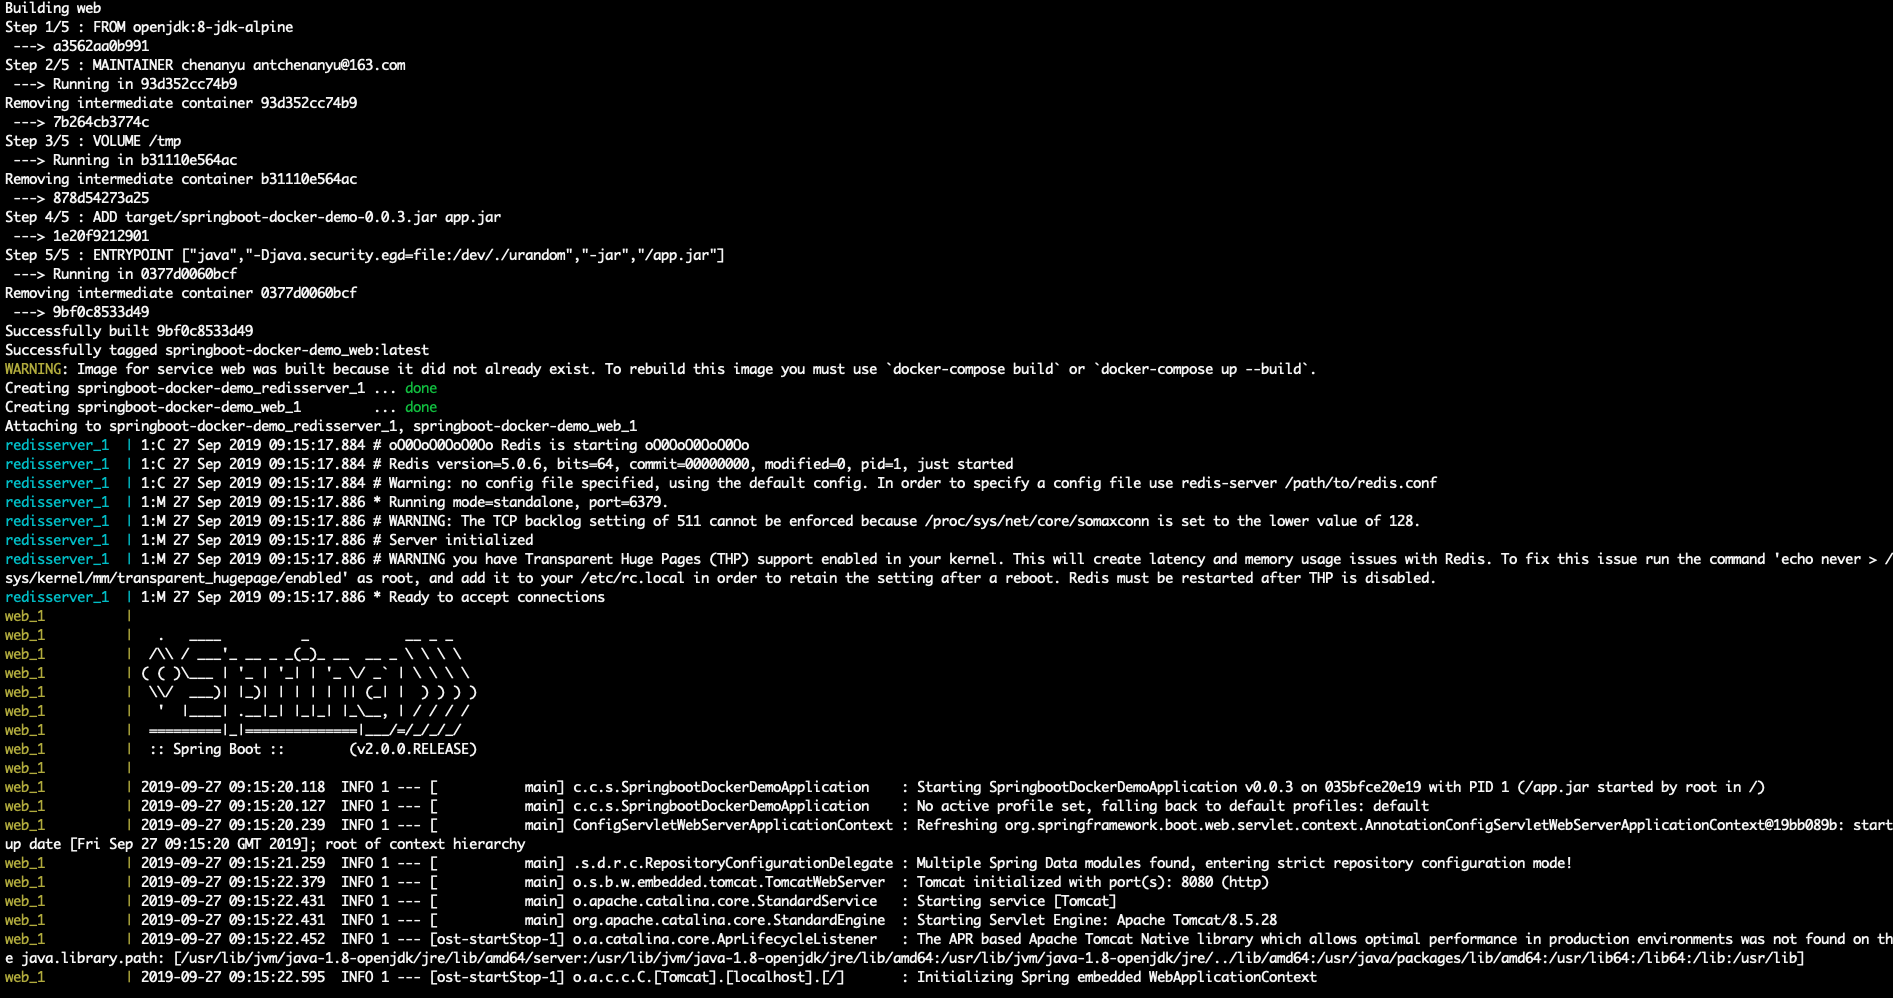 Building web
Step 1/5 : FROM openjdk:8-jdk-alpine
 ---> a3562aa0b991
Step 2/5 : MAINTAINER chenanyu antchenanyu@163.com
 ---> Running in 93d352cc74b9
Removing intermediate container 93d352cc74b9
 ---> 7b264cb3774c
Step 3/5 : VOLUME /tmp
 ---> Running in b31110e564ac
Removing intermediate container b31110e564ac
 ---> 878d54273a25
Step 4/5 : ADD target/springboot-docker-demo-0.0.3.jar app.jar
 ---> 1e20f9212901
Step 5/5 : ENTRYPOINT ["java","-Djava.security.egd=file:/dev/./urandom","-jar","/app.jar"]
 ---> Running in 0377d0060bcf
Removing intermediate container 0377d0060bcf
 ---> 9bf0c8533d49
Successfully built 9bf0c8533d49
Successfully tagged springboot-docker-demo_web:latest
WARNING: Image for service web was built because it did not already exist. To rebuild this image you must use `docker-compose build` or `docker-compose up --build`.
Creating springboot-docker-demo_redisserver_1 ... done
Creating springboot-docker-demo_web_1         ... done
Attaching to springboot-docker-demo_redisserver_1, springboot-docker-demo_web_1
redisserver_1  | 1:C 27 Sep 2019 09:15:17.884 # oO0OoO0OoO0Oo Redis is starting oO0OoO0OoO0Oo
redisserver_1  | 1:C 27 Sep 2019 09:15:17.884 # Redis version=5.0.6, bits=64, commit=00000000, modified=0, pid=1, just started
redisserver_1  | 1:C 27 Sep 2019 09:15:17.884 # Warning: no config file specified, using the default config. In order to specify a config file use redis-server /path/to/redis.conf
redisserver_1  | 1:M 27 Sep 2019 09:15:17.886 * Running mode=standalone, port=6379.
redisserver_1  | 1:M 27 Sep 2019 09:15:17.886 # WARNING: The TCP backlog setting of 511 cannot be enforced because /proc/sys/net/core/somaxconn is set to the lower value of 128.
redisserver_1  | 1:M 27 Sep 2019 09:15:17.886 # Server initialized
redisserver_1  | 1:M 27 Sep 2019 09:15:17.886 # WARNING you have Transparent Huge Pages (THP) support enabled in your kernel. This will create latency and memory usage issues with Redis. To fix this issue run the command 'echo never > /
sys/kernel/mm/transparent_hugepage/enabled' as root, and add it to your /etc/rc.local in order to retain the setting after a reboot. Redis must be restarted after THP is disabled.
redisserver_1  | 1:M 27 Sep 2019 09:15:17.886 * Ready to accept connections
web_1          |
web_1          |   .   ____          _            __ _ _
web_1          |  /\\ / ___'_ __ _ _(_)_ __  __ _ \ \ \ \
web_1          | ( ( )\___ | '_ | '_| | '_ \/ _` | \ \ \ \
web_1          |  \\/  ___)| |_)| | | | | || (_| |  ) ) ) )
web_1          |   '  |____| .__|_| |_|_| |_\__, | / / / /
web_1          |  =========|_|==============|___/=/_/_/_/
web_1          |  :: Spring Boot ::        (v2.0.0.RELEASE)
web_1          |
web_1          | 2019-09-27 09:15:20.118  INFO 1 --- [           main] c.c.s.SpringbootDockerDemoApplication    : Starting SpringbootDockerDemoApplication v0.0.3 on 035bfce20e19 with PID 1 (/app.jar started by root in /)
web_1          | 2019-09-27 09:15:20.127  INFO 1 --- [           main] c.c.s.SpringbootDockerDemoApplication    : No active profile set, falling back to default profiles: default
web_1          | 2019-09-27 09:15:20.239  INFO 1 --- [           main] ConfigServletWebServerApplicationContext : Refreshing org.springframework.boot.web.servlet.context.AnnotationConfigServletWebServerApplicationContext@19bb089b: start
up date [Fri Sep 27 09:15:20 GMT 2019]; root of context hierarchy
web_1          | 2019-09-27 09:15:21.259  INFO 1 --- [           main] .s.d.r.c.RepositoryConfigurationDelegate : Multiple Spring Data modules found, entering strict repository configuration mode!
web_1          | 2019-09-27 09:15:22.379  INFO 1 --- [           main] o.s.b.w.embedded.tomcat.TomcatWebServer  : Tomcat initialized with port(s): 8080 (http)
web_1          | 2019-09-27 09:15:22.431  INFO 1 --- [           main] o.apache.catalina.core.StandardService   : Starting service [Tomcat]
web_1          | 2019-09-27 09:15:22.431  INFO 1 --- [           main] org.apache.catalina.core.StandardEngine  : Starting Servlet Engine: Apache Tomcat/8.5.28
web_1          | 2019-09-27 09:15:22.452  INFO 1 --- [ost-startStop-1] o.a.catalina.core.AprLifecycleListener   : The APR based Apache Tomcat Native library which allows optimal performance in production environments was not found on th
e java.library.path: [/usr/lib/jvm/java-1.8-openjdk/jre/lib/amd64/server:/usr/lib/jvm/java-1.8-openjdk/jre/lib/amd64:/usr/lib/jvm/java-1.8-openjdk/jre/../lib/amd64:/usr/java/packages/lib/amd64:/usr/lib64:/lib64:/lib:/usr/lib]
web_1          | 2019-09-27 09:15:22.595  INFO 1 --- [ost-startStop-1] o.a.c.c.C.[Tomcat].[localhost].[/]       : Initializing Spring embedded WebApplicationContext